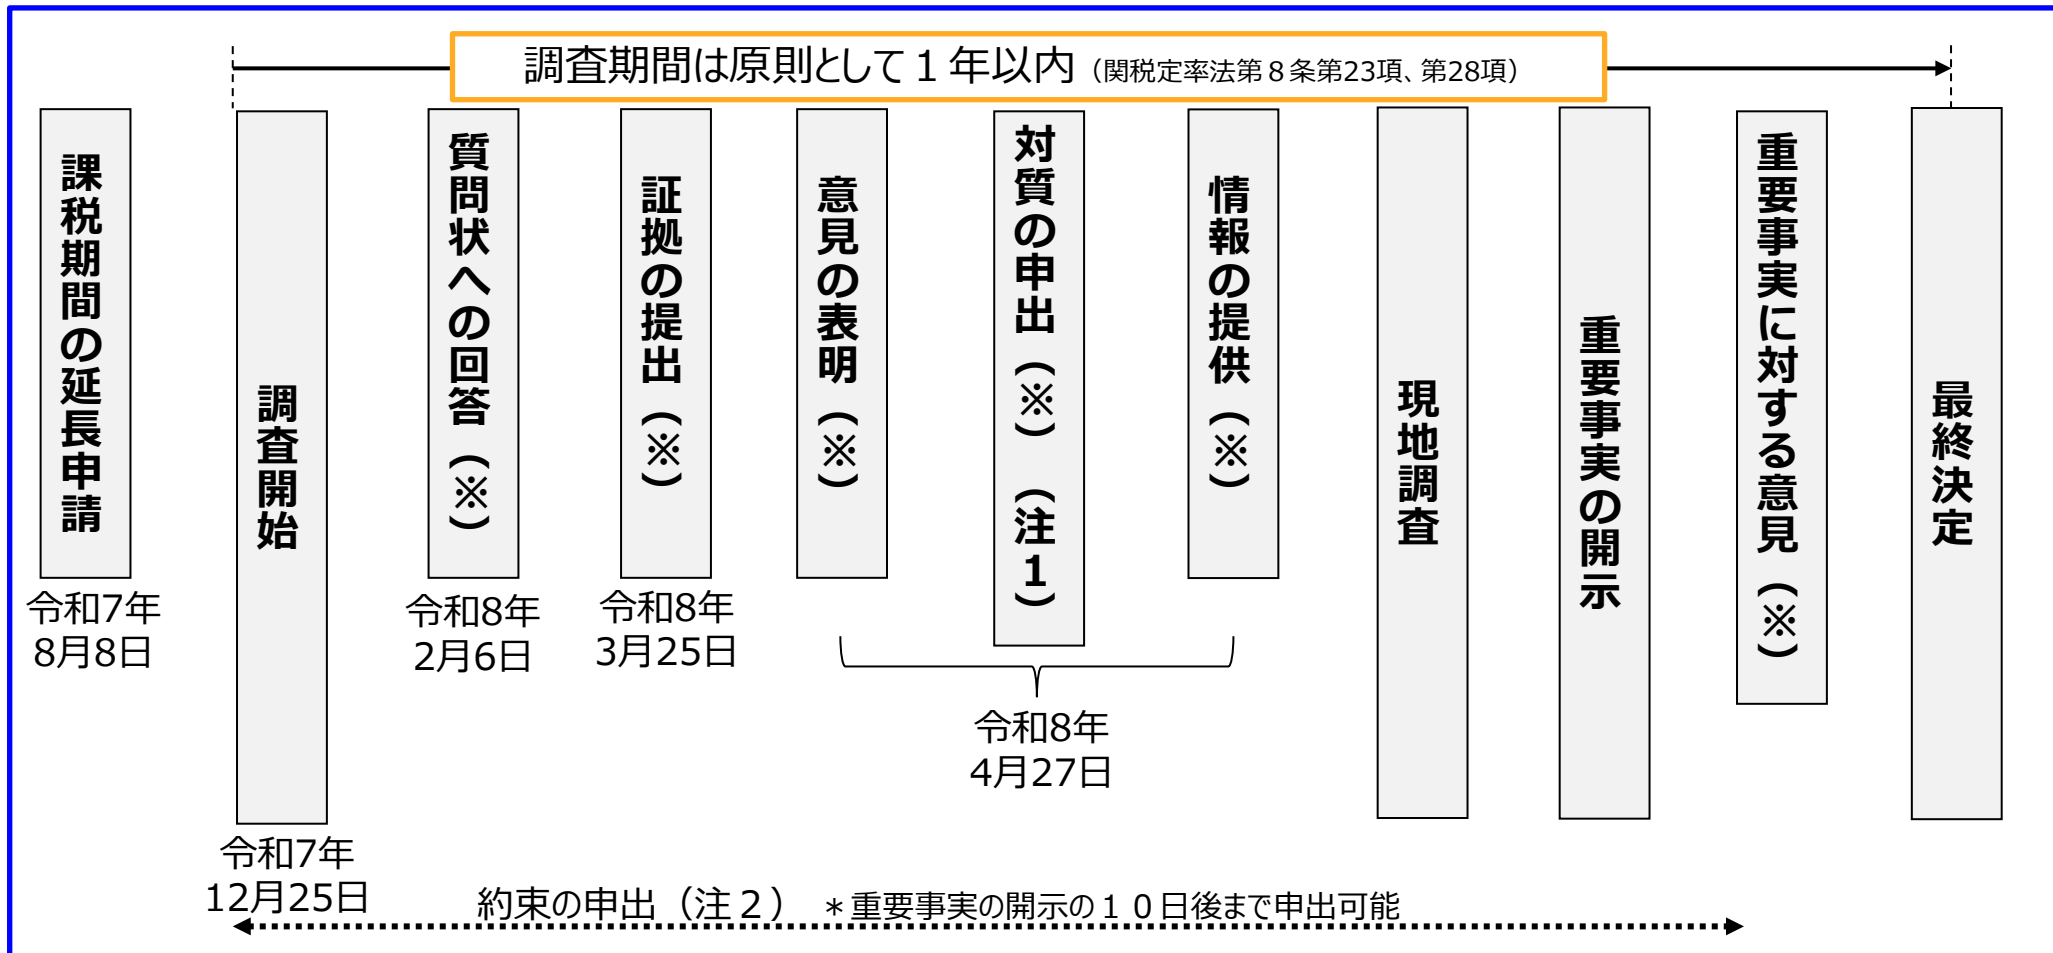 調査期間は原則として１年以内（関税定率法第８条第23項、第28項）
課税期間の延長申請
令和7年
8月8日
調査開始
令和7年
12月25日
質問状への回答（※）
令和8年
2月6日
証拠の提出（※）
令和8年
3月25日
意見の表明（※）
対質の申出（※）（注１）
情報の提供（※）
令和8年
4月27日
現地調査
重要事実の開示
重要事実に対する意見（※）
最終決定
約束の申出（注２）＊重要事実の開示の１０日後まで申出可能